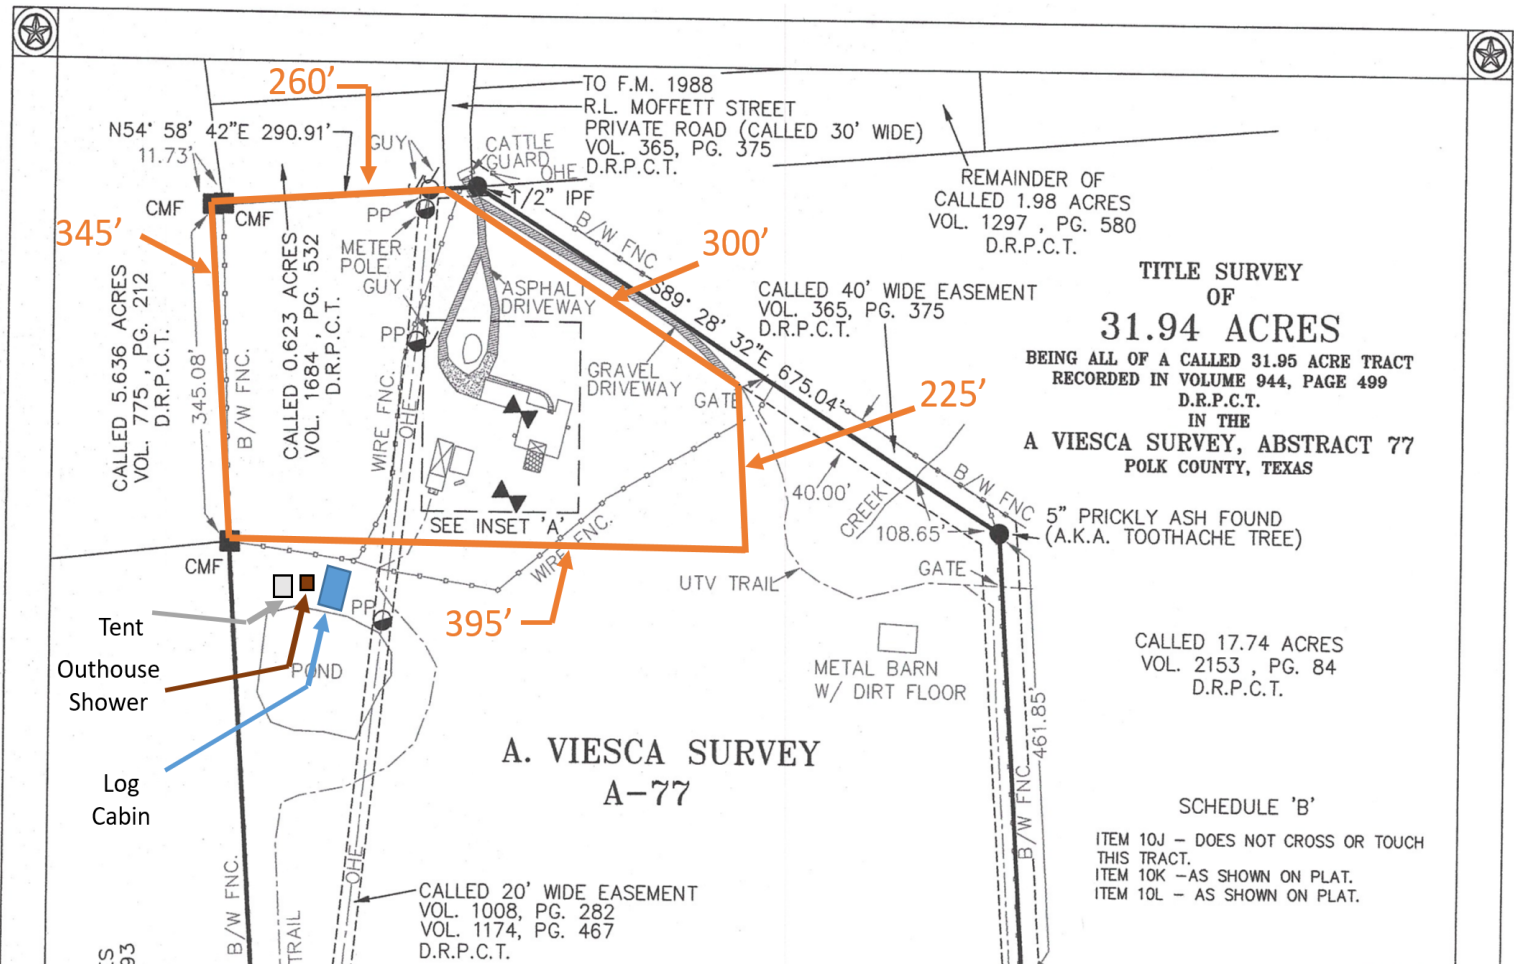 260'
TO F.M. 1988
R.L. MOFFETT STREET
PRIVATE ROAD (CALLED 30' WIDE)
VOL. 365, PG. 375
D.R.P.C.T.
N54° 58' 42"E 290.91'
11.73'
GUY
CATTLE
GUARD
OHE
1/2" IPF
CMF
CMF
PP
METER
POLE
GUY
PP
345'
345.08'
B/W FNC.
CALLED 5.636 ACRES
VOL. 775 , PG. 212
D.R.P.C.T.
CALLED 0.623 ACRES
VOL. 1684 , PG. 532
D.R.P.C.T.
WIRE FNC.
OHE
ASPHALT
DRIVEWAY
GRAVEL
DRIVEWAY
B/W FNC
300'
S89° 28' 32"E 675.04'
REMAINDER OF
CALLED 1.98 ACRES
VOL. 1297 , PG. 580
D.R.P.C.T.
CALLED 40' WIDE EASEMENT
VOL. 365, PG. 375
D.R.P.C.T.
TITLE SURVEY
OF
31.94 ACRES
BEING ALL OF A CALLED 31.95 ACRE TRACT
RECORDED IN VOLUME 944, PAGE 499
D.R.P.C.T.
IN THE
A VIESCA SURVEY, ABSTRACT 77
POLK COUNTY, TEXAS
GATE
225'
40.00'
CREEK
108.65'
B/W FNC
5" PRICKLY ASH FOUND
(A.K.A. TOOTHACHE TREE)
SEE INSET 'A'
WIRE FNC.
CMF
395'
UTV TRAIL
GATE
PP
Tent
Outhouse
Shower
POND
Log
Cabin
METAL BARN
W/ DIRT FLOOR
CALLED 17.74 ACRES
VOL. 2153 , PG. 84
D.R.P.C.T.
461.85'
B/W FNC
A. VIESCA SURVEY
A-77
SCHEDULE 'B'
ITEM 10J - DOES NOT CROSS OR TOUCH
THIS TRACT.
ITEM 10K -AS SHOWN ON PLAT.
ITEM 10L - AS SHOWN ON PLAT.
B/W FNC.
TRAIL
OHE
CALLED 20' WIDE EASEMENT
VOL. 1008, PG. 282
VOL. 1174, PG. 467
D.R.P.C.T.